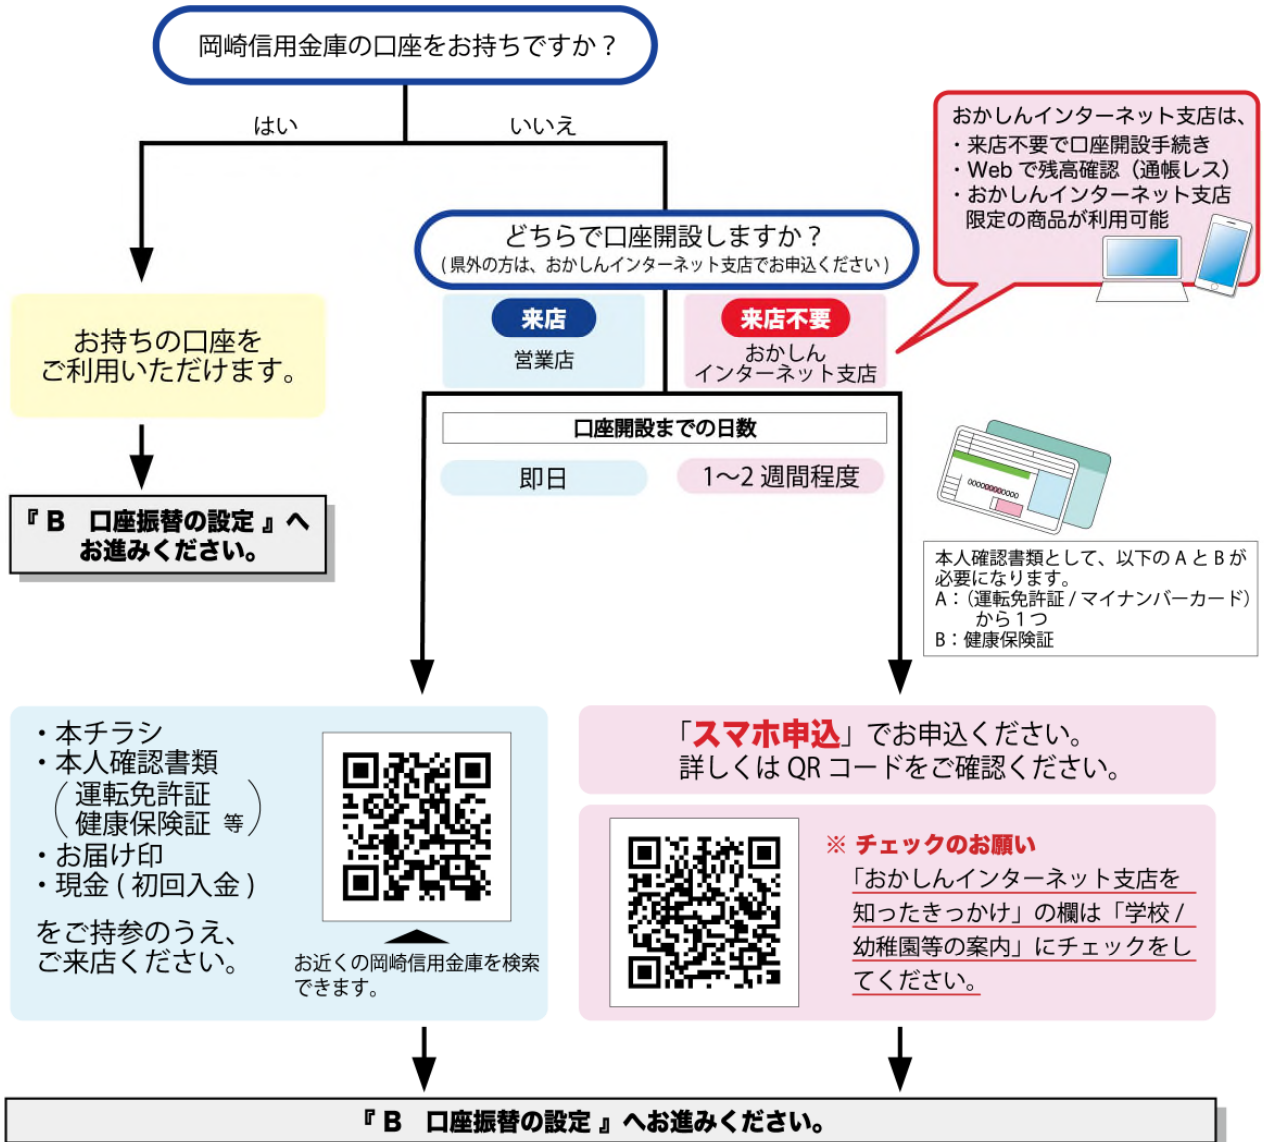 岡崎信用金庫の口座をお持ちですか？
はい
いいえ
おかしんインターネット支店は、
・来店不要で口座開設手続き
・Webで残高確認（通帳レス）
・おかしんインターネット支店
限定の商品が利用可能
どちらで口座開設しますか？
(県外の方は、おかしんインターネット支店でお申込ください)
来店
営業店
来店不要
おかしん
インターネット支店
お持ちの口座を
ご利用いただけます。
口座開設までの日数
即日
1～2週間程度
『 B　口座振替の設定 』へ
お進みください。
000000000000
本人確認書類として、以下のAとBが
必要になります。
A：（運転免許証 / マイナンバーカード）
から1つ
B：健康保険証
・本チラシ
・本人確認書類
（運転免許証
健康保険証 等）
・お届け印
・現金 ( 初回入金 )
をご持参のうえ、
ご来店ください。
お近くの岡崎信用金庫を検索
できます。
「スマホ申込」でお申込ください。
詳しくはQRコードをご確認ください。
※ チェックのお願い
「おかしんインターネット支店を
知ったきっかけ」の欄は「学校 /
幼稚園等の案内」にチェックをし
てください。
『 B　口座振替の設定 』へお進みください。